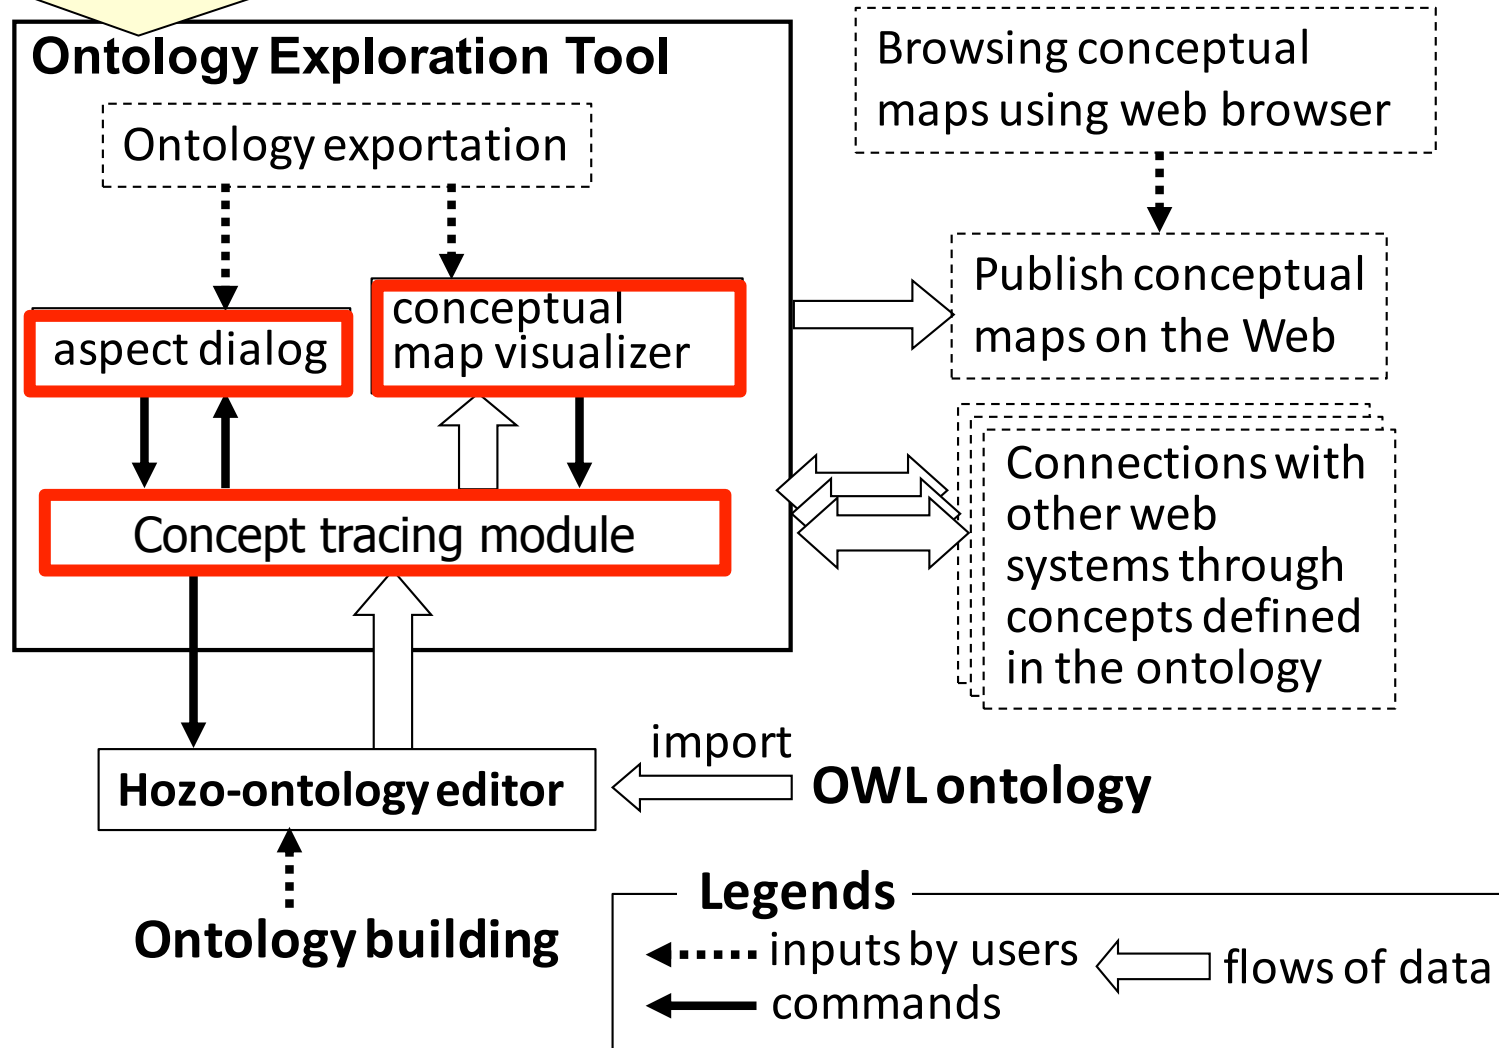 Ontology Exploration Tool
Ontology exportation
aspect dialog
conceptual
map visualizer
Concept tracing module
Browsing conceptual
maps using web browser
Publish conceptual
maps on the Web
Connections with
other web
systems through
concepts defined
in the ontology
Hozo-ontology editor
import
OWL ontology
Ontology building
Legends
inputs by users
flows of data
commands